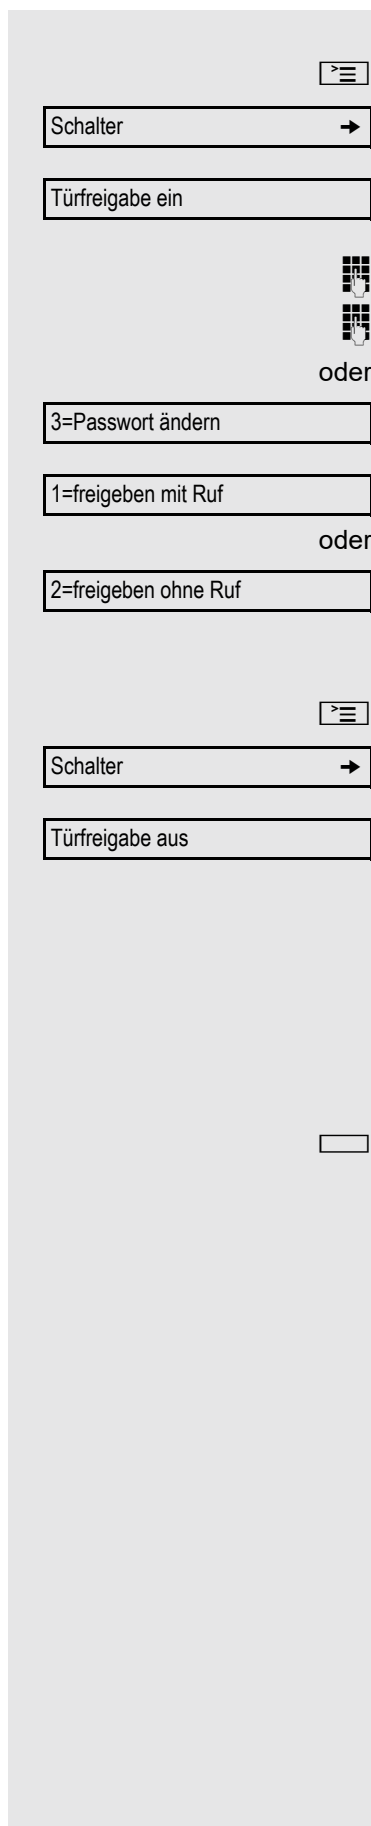 Schalter
Türfreigabe ein
oder
3=Passwort ändern
1=freigeben mit Ruf
oder
2=freigeben ohne Ruf
Schalter
Türfreigabe aus